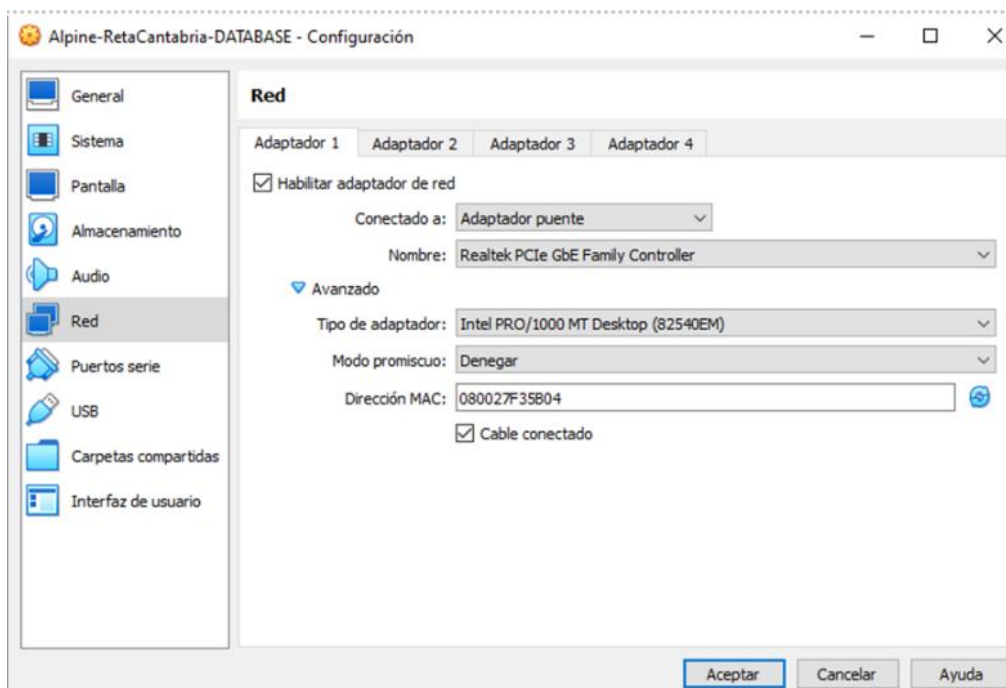 Alpine-RetaCantabria-DATABASE - Configuración
General
Sistema
Pantalla
Almacenamiento
Audio
Red
Puertos serie
USB
Carpetas compartidas
Interfaz de usuario
Red
Adaptador 1 Adaptador 2 Adaptador 3 Adaptador 4
Habilitar adaptador de red
Conectado a: Adaptador puente
Nombre: Realtek PCIe GbE Family Controller
Avanzado
Tipo de adaptador: Intel PRO/1000 MT Desktop (82540EM)
Modo promiscuo: Denegar
Dirección MAC: 080027F35B04
Cable conectado
Aceptar Cancelar Ayuda